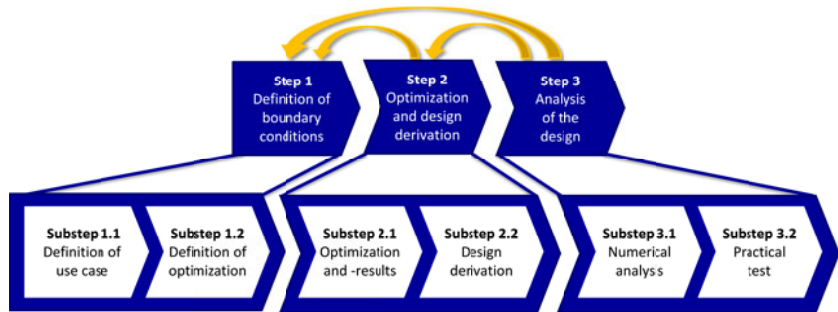 Step 1
Definition of
boundary
conditions
Step 2
Optimization
and design
derivation
Step 3
Analysis
of the
design
Substep 1.1
Definition of
use case
Substep 1.2
Definition of
optimization
Substep 2.1
Optimization
and -results
Substep 2.2
Design
derivation
Substep 3.1
Numerical
analysis
Substep 3.2
Practical
test